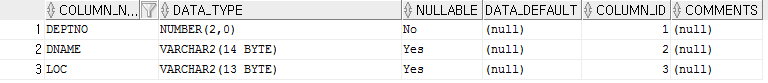 COLUMN_N... DATA_TYPE NULLABLE DATA_DEFAULT COLUMN_ID COMMENTS
1 DEPTNO NUMBER(2,0) No (null) 1 (null)
2 DNAME VARCHAR2(14 BYTE) Yes (null) 2 (null)
3 LOC VARCHAR2(13 BYTE) Yes (null) 3 (null)